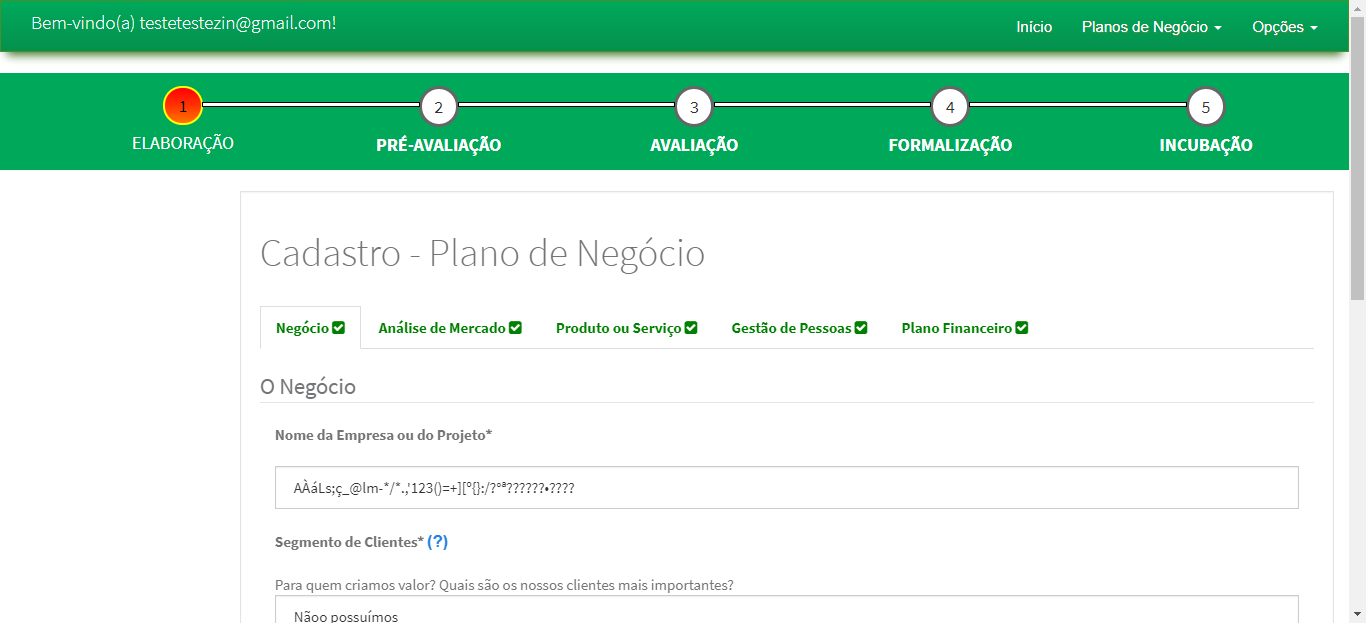 Bem-vindo(a) testetestezin@gmail.com!
Início Planos de Negócio Opções
1 2 3 4 5
ELABORAÇÃO PRÉ-AVALIAÇÃO AVALIAÇÃO FORMALIZAÇÃO INCUBAÇÃO
Cadastro - Plano de Negócio
Negócio Análise de Mercado Produto ou Serviço Gestão de Pessoas Plano Financeiro
O Negócio
Nome da Empresa ou do Projeto*
AÀáLs;ç_@lm-*/*.,'123()=+][º{}:/?°ª??????•????
Segmento de Clientes* (?)
Para quem criamos valor? Quais são os nossos clientes mais importantes?
Nãoo possuímos